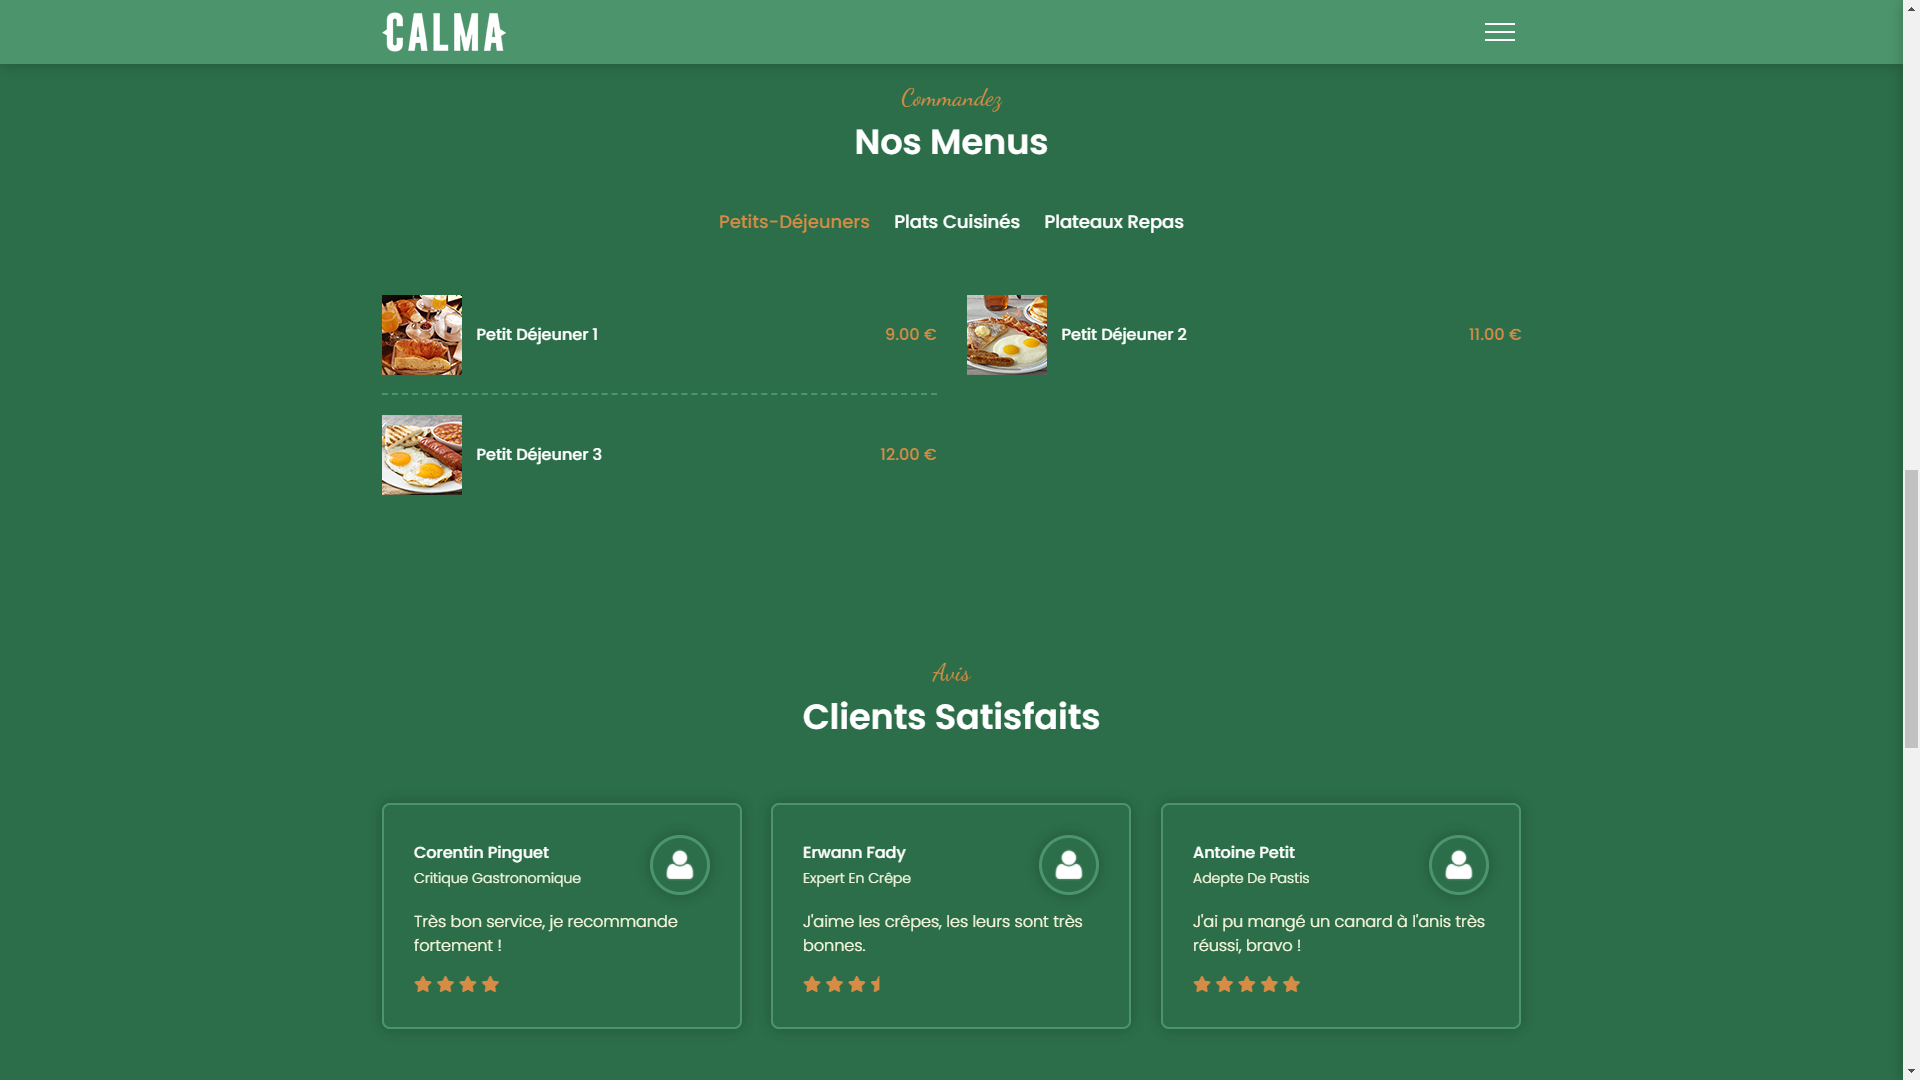 CALMA
Commandez
Nos Menus
Petits-Déjeuners Plats Cuisinés Plateaux Repas
Petit Déjeuner 1 9.00 €
Petit Déjeuner 2 11.00 €
Petit Déjeuner 3 12.00 €
Avis
Clients Satisfaits
Corentin Pinguet
Critique Gastronomique
Très bon service, je recommande
fortement !
Erwann Fady
Expert En Crêpe
J'aime les crêpes, les leurs sont très
bonnes.
Antoine Petit
Adepte De Pastis
J'ai pu mangé un canard à l'anis très
réussi, bravo !